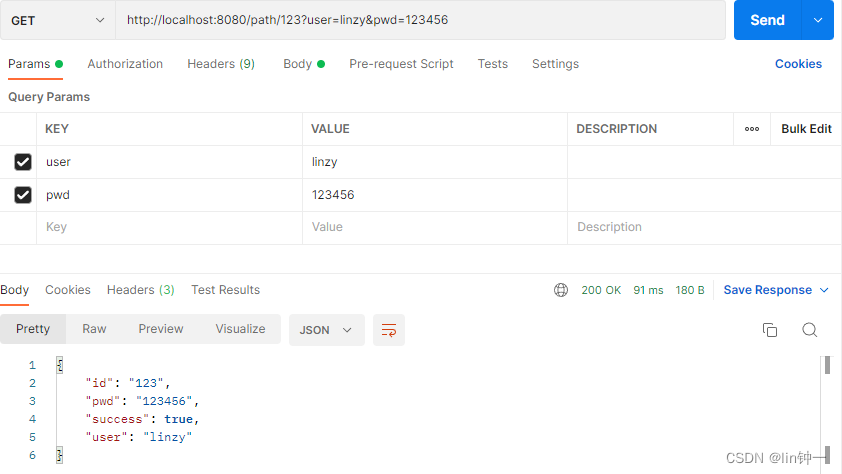 GET http://localhost:8080/path/123?user=linzy&pwd=123456 Send
Params Authorization Headers (9) Body Pre-request Script Tests Settings Cookies
Query Params
KEY VALUE DESCRIPTION ooo Bulk Edit
user linzy
pwd 123456
Key Value Description
Body Cookies Headers (3) Test Results 200 OK 91 ms 180 B Save Response
Pretty Raw Preview Visualize JSON
1 {
2 "id": "123",
3 "pwd": "123456",
4 "success": true,
5 "user": "linzy"
6 }
CSDN @lin钟一